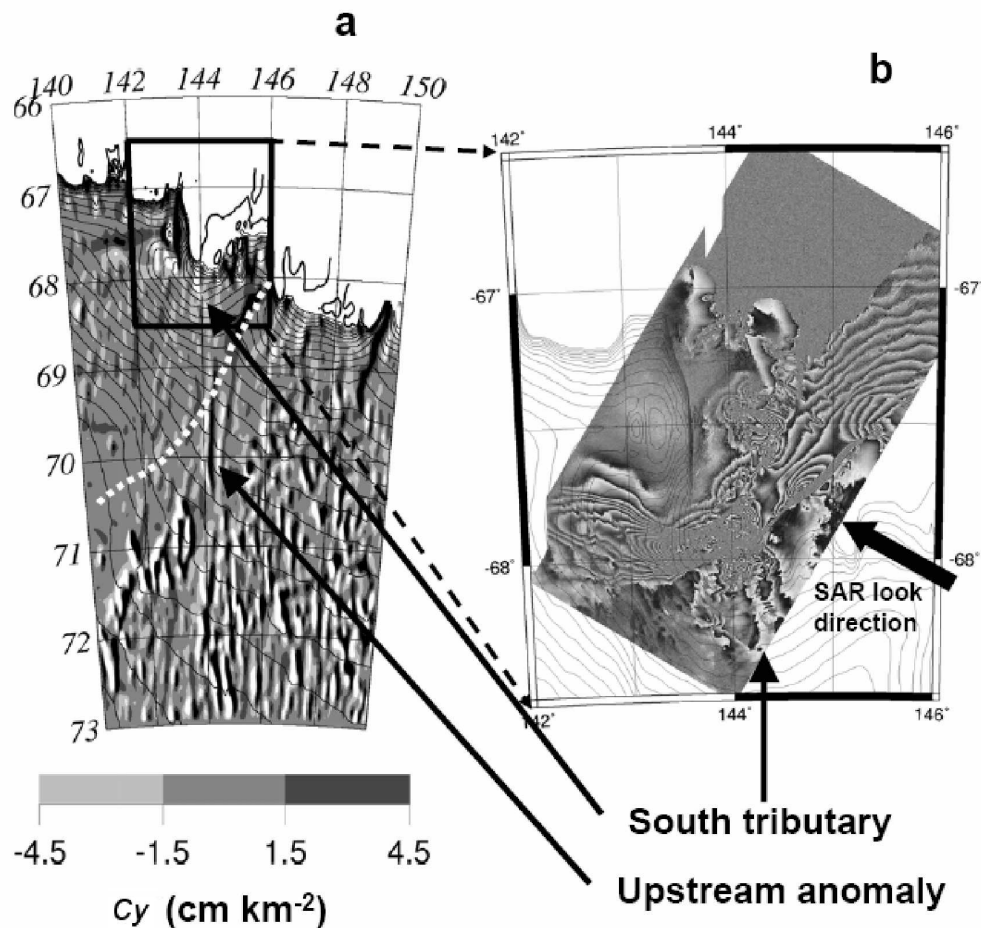 a
140 142 144 146 148 150
66
67
68
69
70
71
72
73
-4.5 -1.5 1.5 4.5
Cy (cm km-2)
b
142° 144° 146°
-67° -67°
-68° -68°
SAR look
direction
142° 144° 146°
South tributary
Upstream anomaly